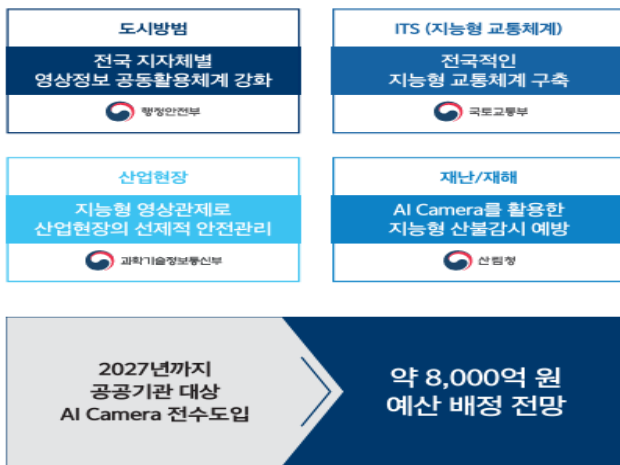 도시방범
전국 지자체별
영상정보 공동활용체계 강화
행정안전부
ITS (지능형 교통체계)
전국적인
지능형 교통체계 구축
국토교통부
산업현장
지능형 영상관제로
산업현장의 선제적 안전관리
과학기술정보통신부
재난/재해
AI Camera를 활용한
지능형 산불감시 예방
산림청
2027년까지
공공기관 대상
AI Camera 전수도입
약 8,000억 원
예산 배정 전망